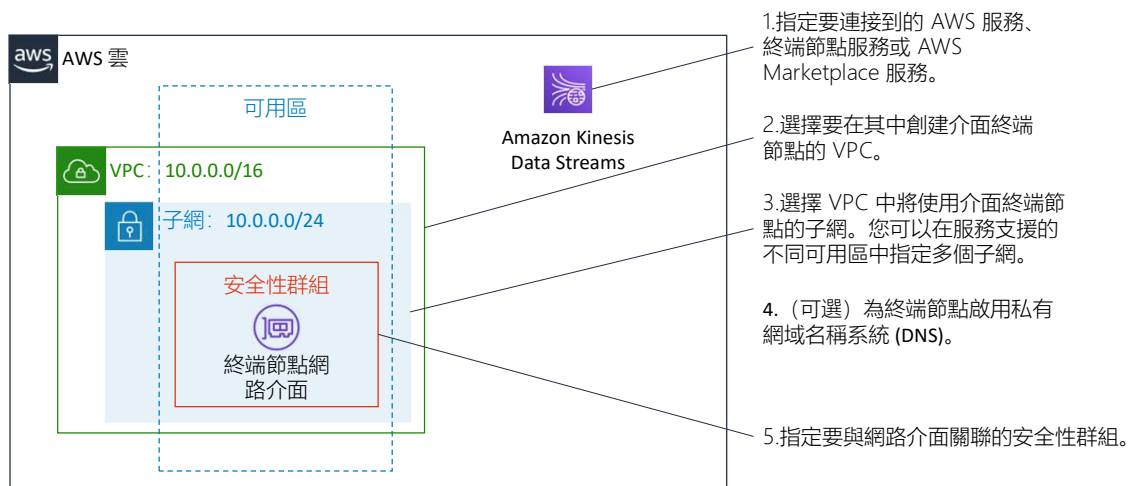 aws
AWS 雲
可用區
VPC：10.0.0.0/16
子網：10.0.0.0/24
安全性群組
終端節點網
路介面
Amazon Kinesis
Data Streams
1.指定要連接到的 AWS 服務、
終端節點服務或 AWS
Marketplace 服務。
2.選擇要在其中創建介面終端
節點的 VPC。
3.選擇 VPC 中將使用介面終端節
點的子網。您可以在服務支援的
不同可用區中指定多個子網。
4.（可選）為終端節點啟用私有
網域名稱系統 (DNS)。
5.指定要與網路介面關聯的安全性群組。